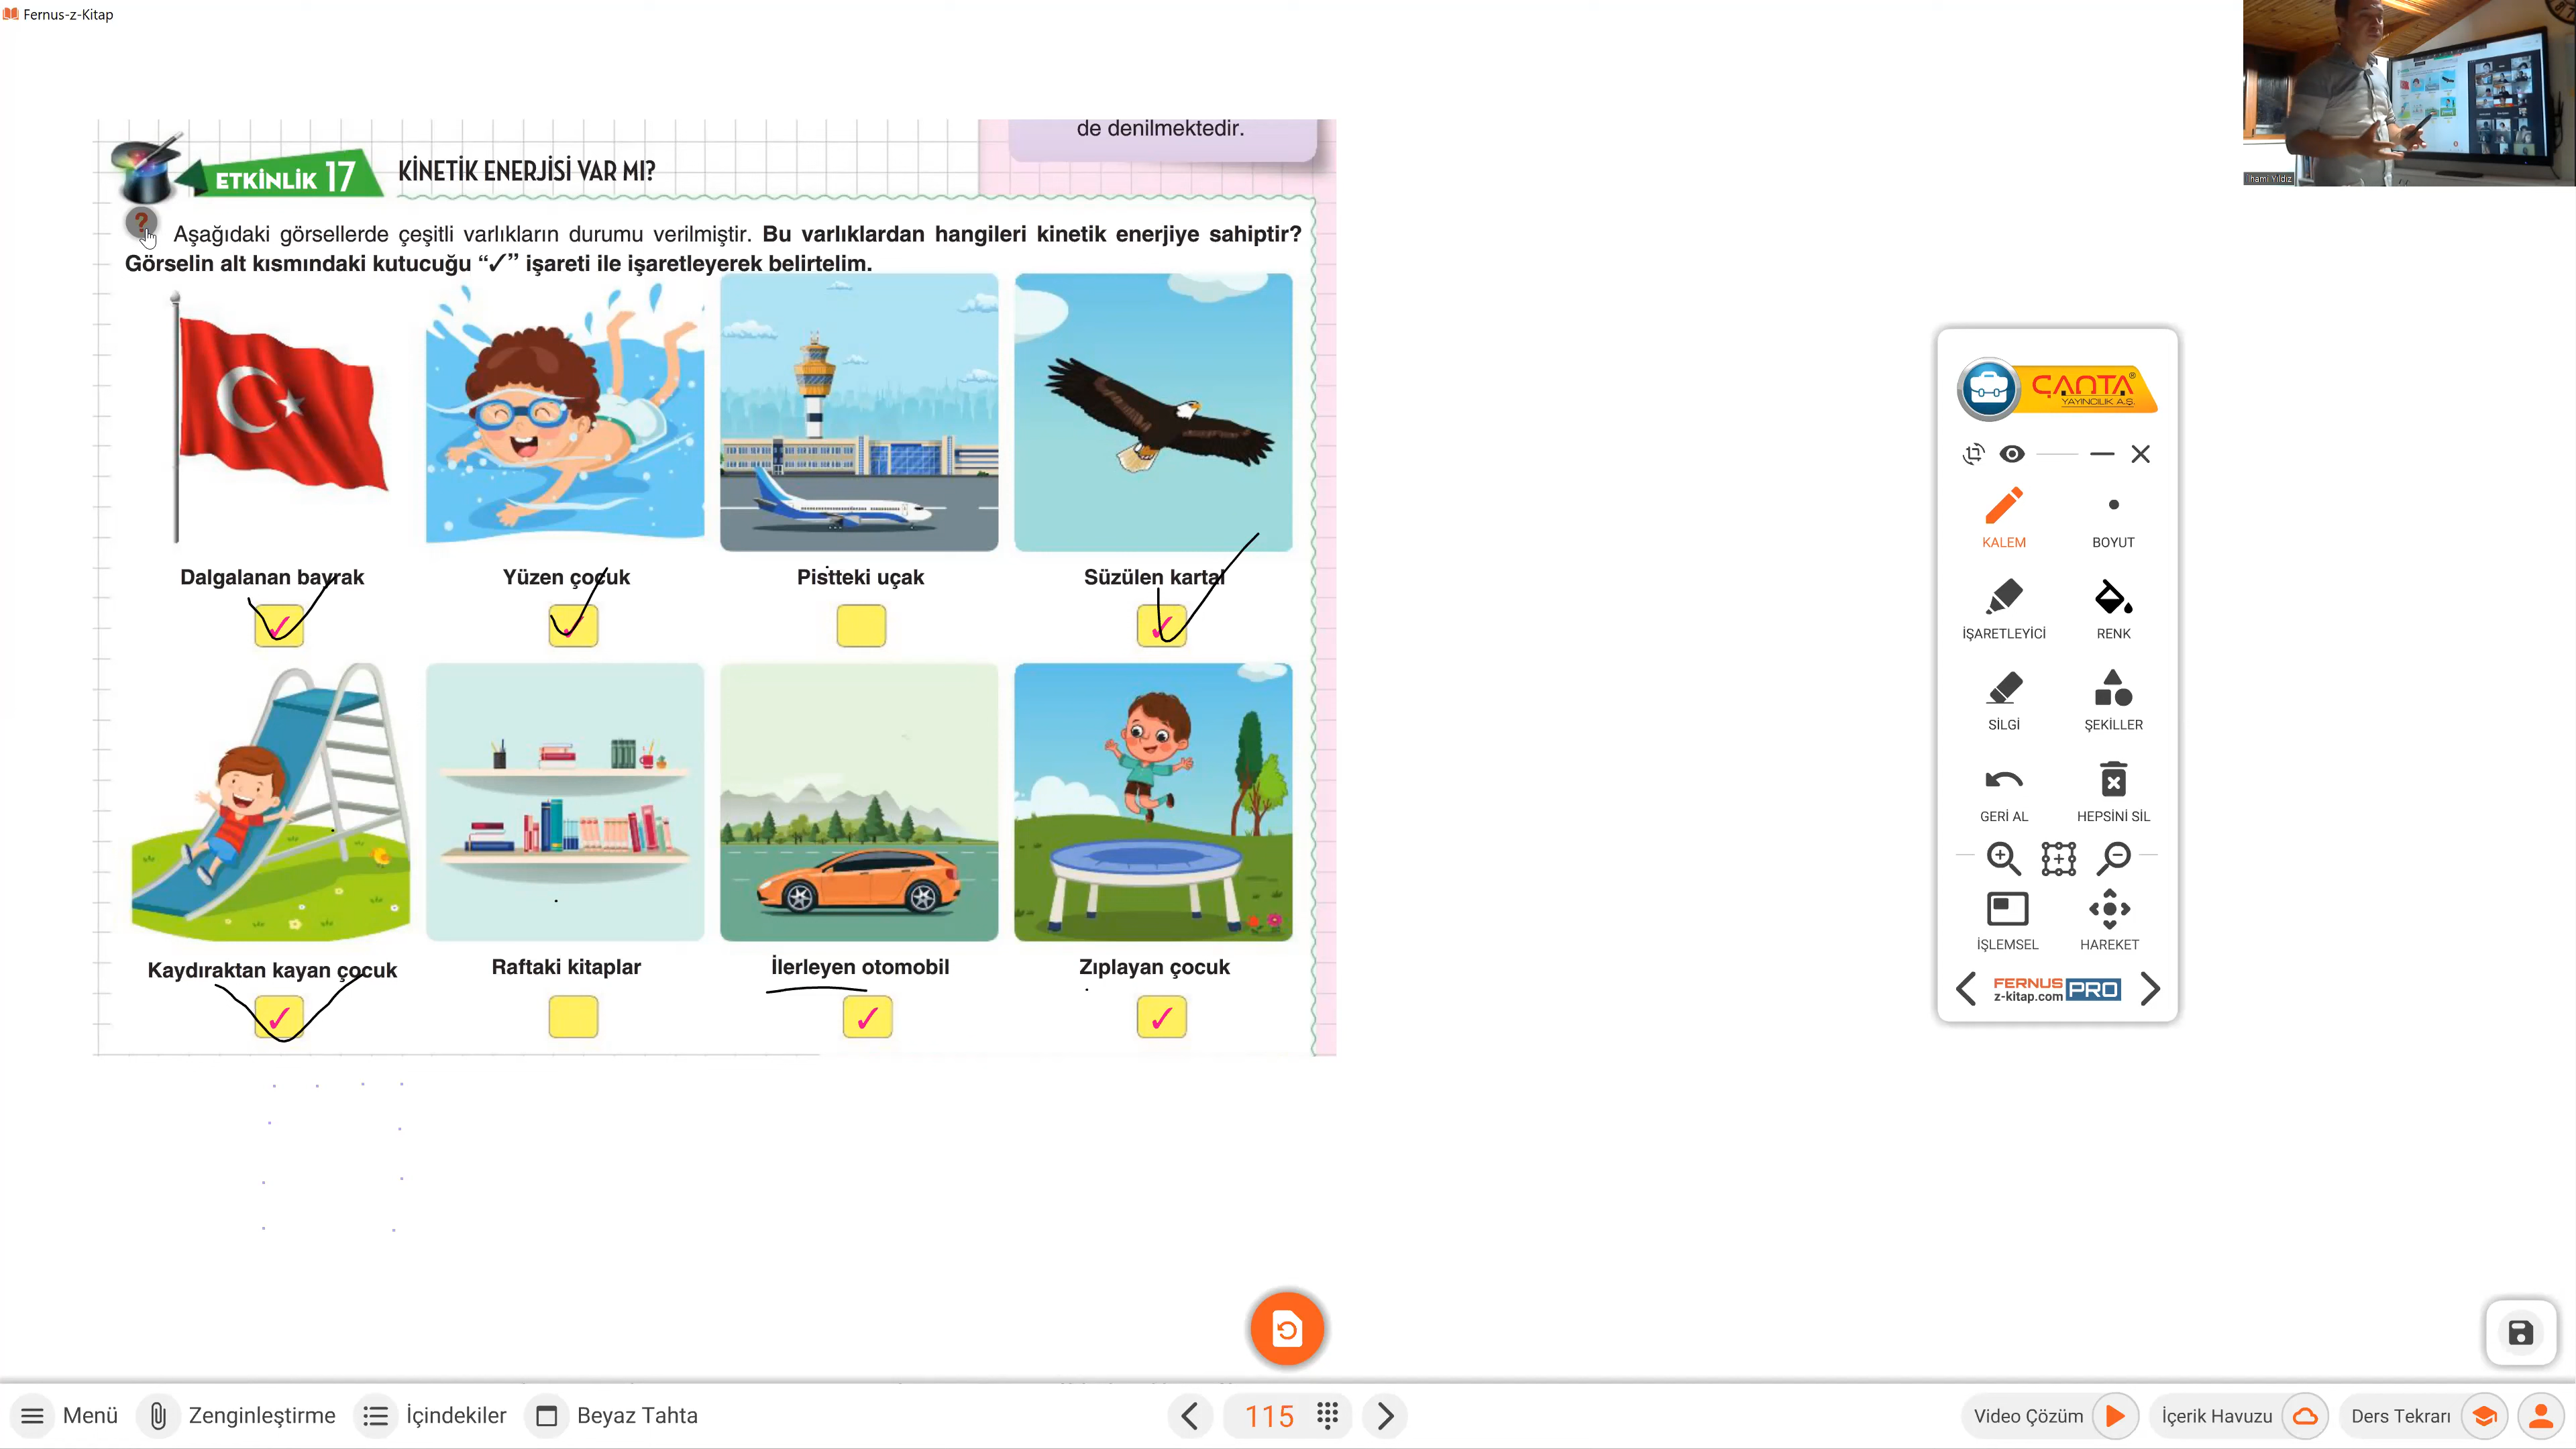 Fernus-z-Kitap
de denilmektedir.
ETKİNLİK 17
KİNETİK ENERJİSİ VAR MI?
?
Aşağıdaki görsellerde çeşitli varlıkların durumu verilmiştir. Bu varlıklardan hangileri kinetik enerjiye sahiptir?
Görselin alt kısmındaki kutucuğu “✓” işareti ile işaretleyerek belirtelim.
Dalgalanan bayrak
Yüzen çocuk
Pistteki uçak
Süzülen kartal
✓ ✓ ✓
Kaydıraktan kayan çocuk
Raftaki kitaplar
İlerleyen otomobil
Zıplayan çocuk
✓ ✓ ✓
ÇANTA®
YAYINCILIK A.Ş.
KALEM
BOYUT
İŞARETLEYİCİ
RENK
SİLGİ
ŞEKİLLER
GERİ AL
HEPSİNİ SİL
İŞLEMSEL
HAREKET
FERNUS
z-kitap.com PRO
Menü
Zenginleştirme
İçindekiler
Beyaz Tahta
115
Video Çözüm
İçerik Havuzu
Ders Tekrarı